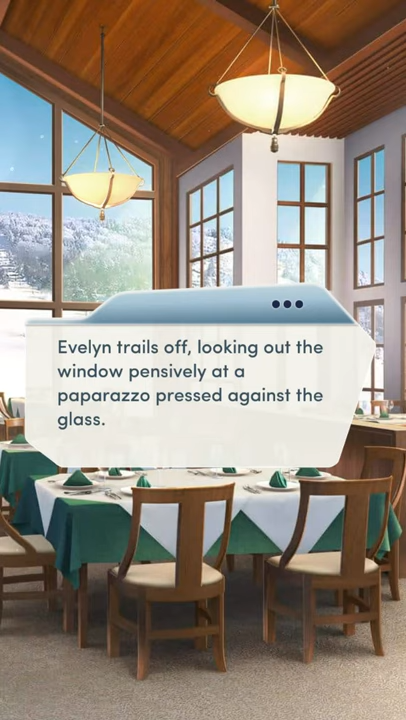 Evelyn trails off, looking out the
window pensively at a
paparazzo pressed against the
glass.